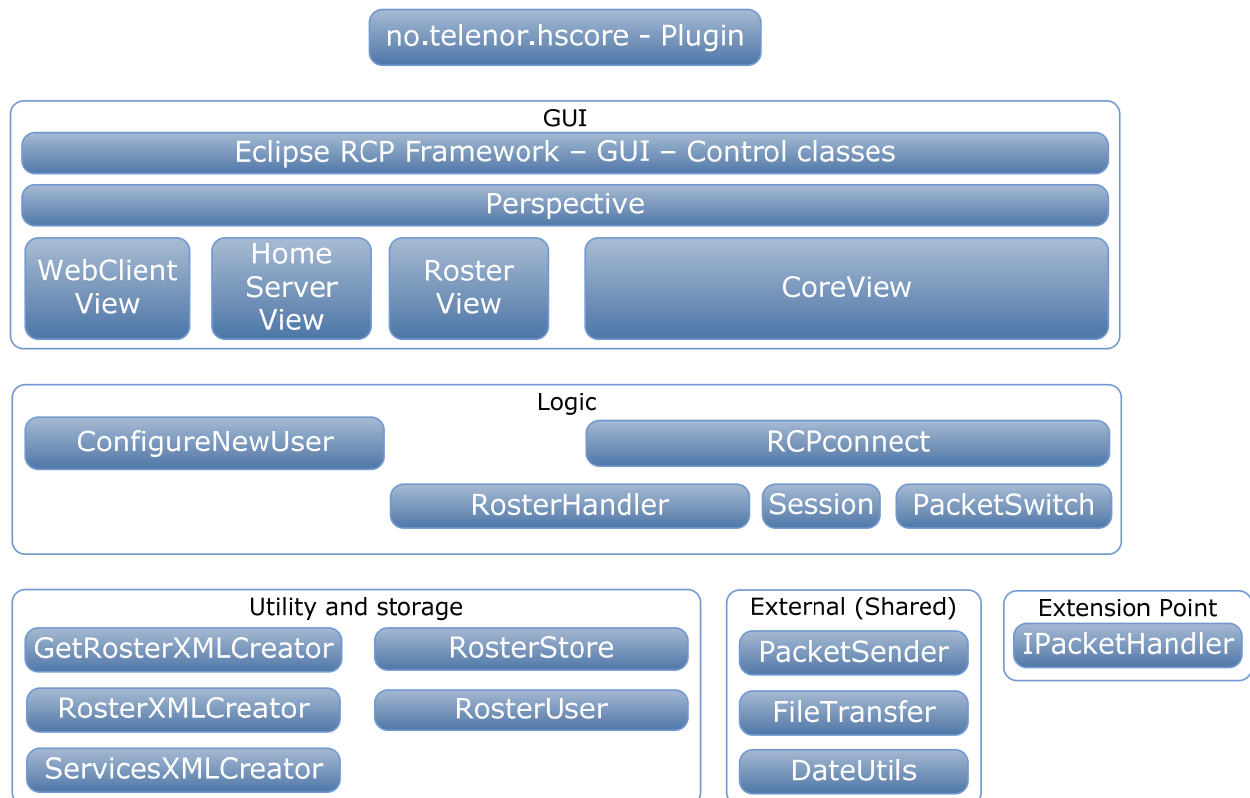 no.telenor.hscore - Plugin
GUI
Eclipse RCP Framework – GUI – Control classes
Perspective
WebClient
View
Home
Server
View
Roster
View
CoreView
Logic
ConfigureNewUser
RCPconnect
RosterHandler
Session
PacketSwitch
Utility and storage
GetRosterXMLCreator
RosterStore
RosterXMLCreator
RosterUser
ServicesXMLCreator
External (Shared)
PacketSender
FileTransfer
DateUtils
Extension Point
IPacketHandler